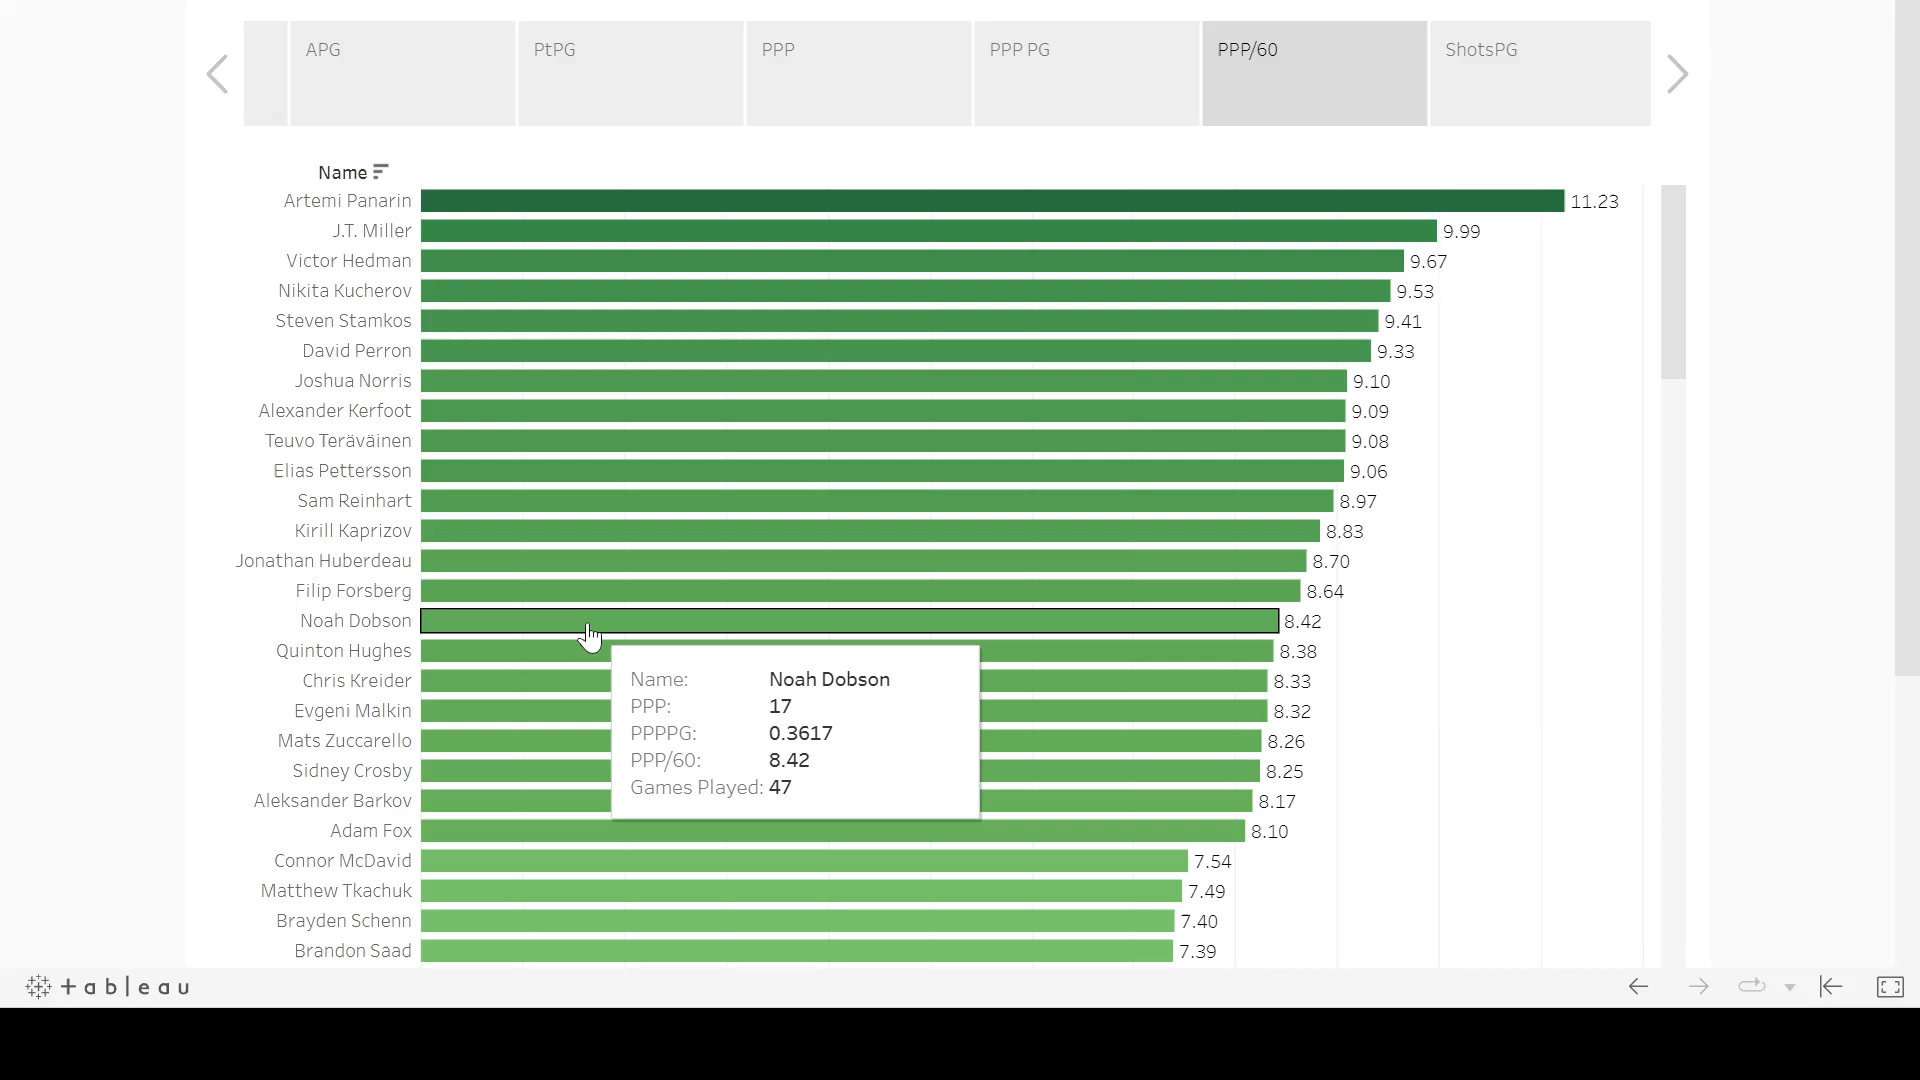 APG PtPG PPP PPP PG PPP/60 ShotsPG
Name
Artemi Panarin 11.23
J.T. Miller 9.99
Victor Hedman 9.67
Nikita Kucherov 9.53
Steven Stamkos 9.41
David Perron 9.33
Joshua Norris 9.10
Alexander Kerfoot 9.09
Teuvo Teräväinen 9.08
Elias Pettersson 9.06
Sam Reinhart 8.97
Kirill Kaprizov 8.83
Jonathan Huberdeau 8.70
Filip Forsberg 8.64
Noah Dobson 8.42
Quinton Hughes 8.38
Chris Kreider 8.33
Evgeni Malkin 8.32
Mats Zuccarello 8.26
Sidney Crosby 8.25
Aleksander Barkov 8.17
Adam Fox 8.10
Connor McDavid 7.54
Matthew Tkachuk 7.49
Brayden Schenn 7.40
Brandon Saad 7.39
Name: Noah Dobson
PPP: 17
PPPPG: 0.3617
PPP/60: 8.42
Games Played: 47
+ableau